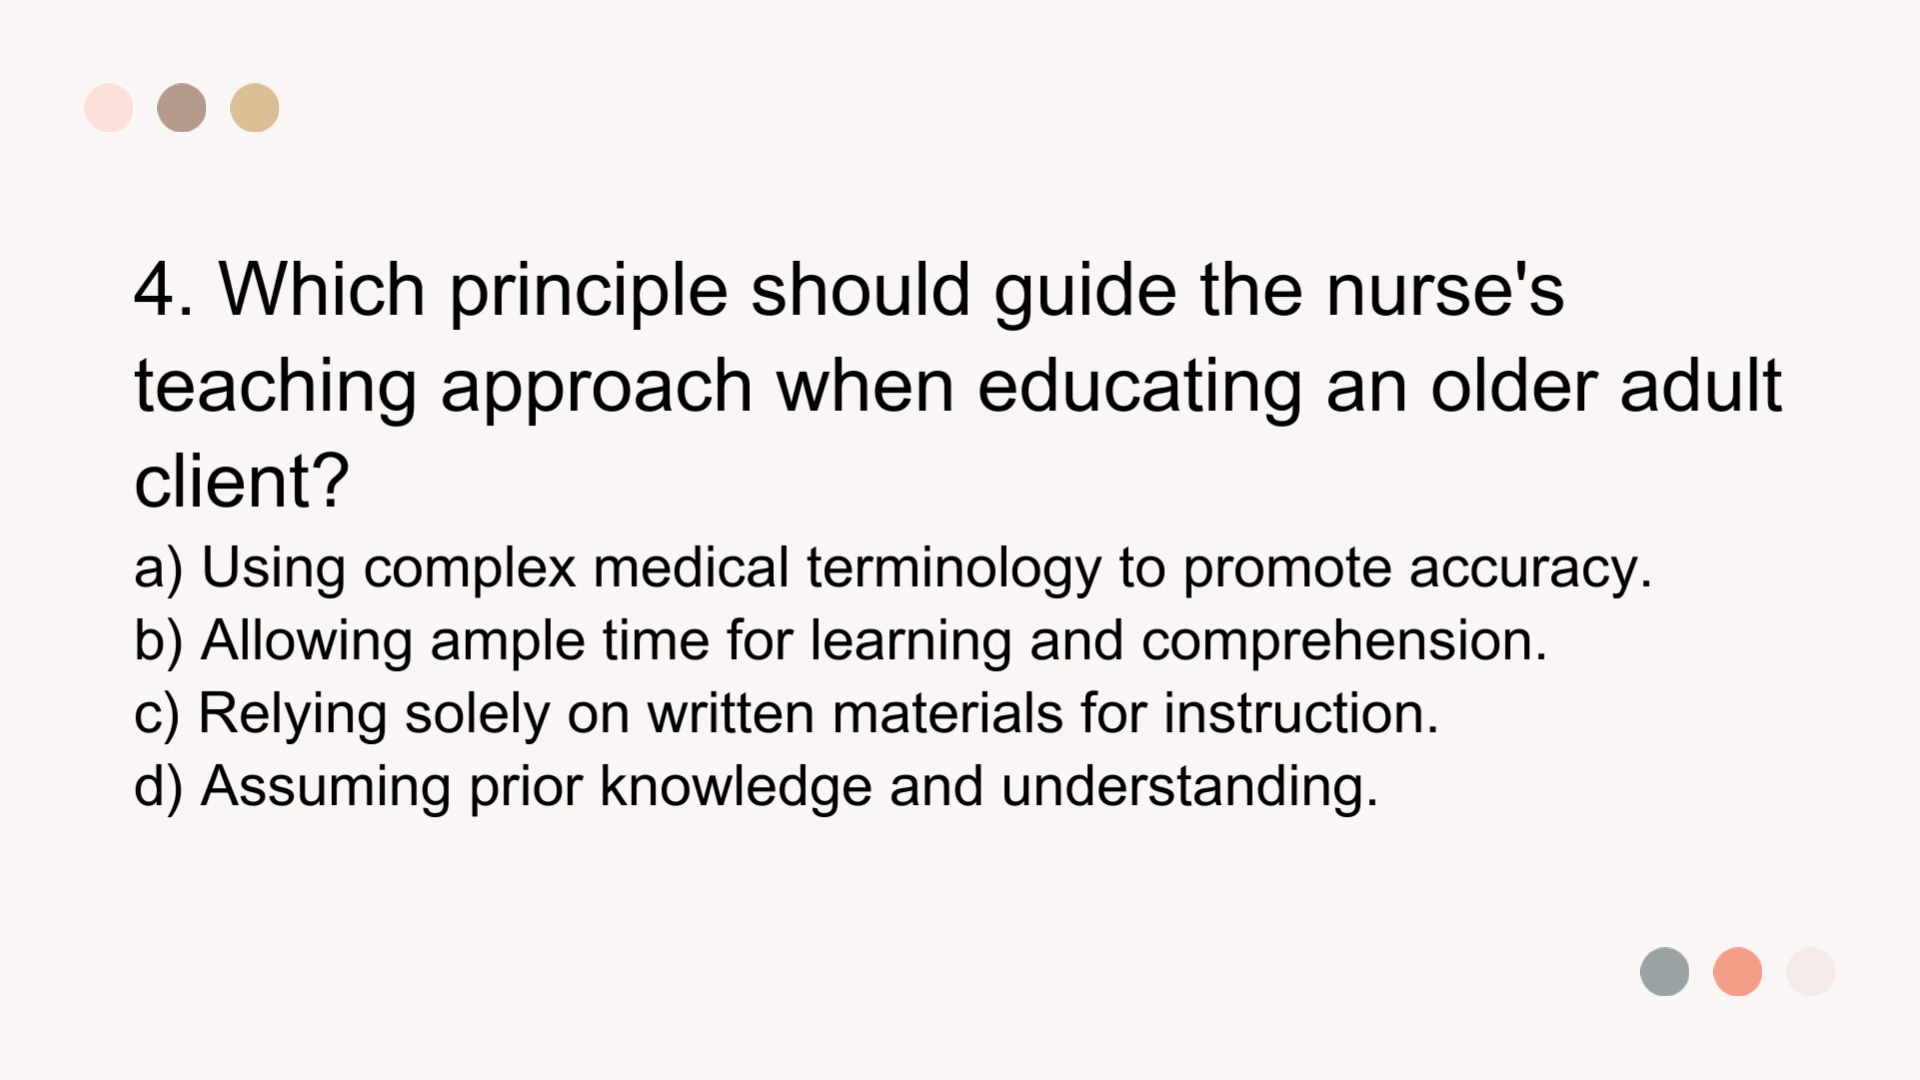 4. Which principle should guide the nurse's
teaching approach when educating an older adult
client?
a) Using complex medical terminology to promote accuracy.
b) Allowing ample time for learning and comprehension.
c) Relying solely on written materials for instruction.
d) Assuming prior knowledge and understanding.